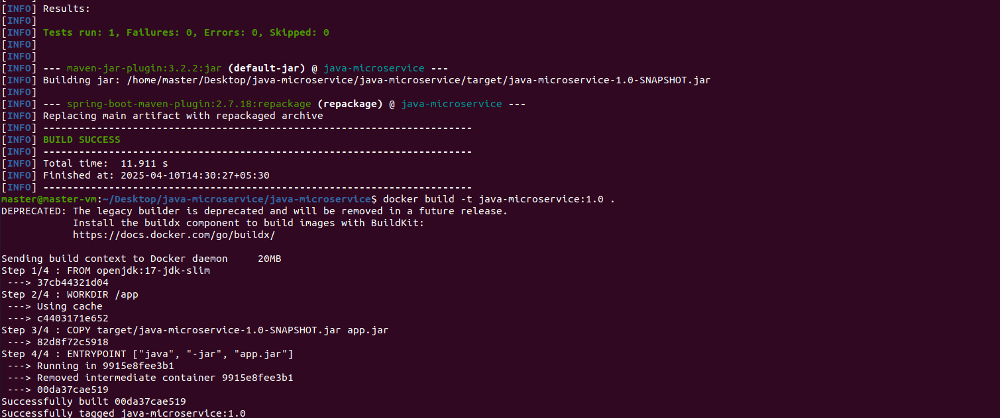 [INFO] Results:
[INFO]
[INFO] Tests run: 1, Failures: 0, Errors: 0, Skipped: 0
[INFO]
[INFO]
[INFO] --- maven-jar-plugin:3.2.2:jar (default-jar) @ java-microservice ---
[INFO] Building jar: /home/master/Desktop/java-microservice/java-microservice/target/java-microservice-1.0-SNAPSHOT.jar
[INFO]
[INFO] --- spring-boot-maven-plugin:2.7.18:repackage (repackage) @ java-microservice ---
[INFO] Replacing main artifact with repackaged archive
[INFO] ------------------------------------------------------------------------
[INFO] BUILD SUCCESS
[INFO] ------------------------------------------------------------------------
[INFO] Total time:  11.911 s
[INFO] Finished at: 2025-04-10T14:30:27+05:30
[INFO] ------------------------------------------------------------------------
master@master-vm:~/Desktop/java-microservice/java-microservice$ docker build -t java-microservice:1.0 .
DEPRECATED: The legacy builder is deprecated and will be removed in a future release.
            Install the buildx component to build images with BuildKit:
            https://docs.docker.com/go/buildx/

Sending build context to Docker daemon     20MB
Step 1/4 : FROM openjdk:17-jdk-slim
 ---> 37cb44321d04
Step 2/4 : WORKDIR /app
 ---> Using cache
 ---> c4403171e652
Step 3/4 : COPY target/java-microservice-1.0-SNAPSHOT.jar app.jar
 ---> 82d8f72c5918
Step 4/4 : ENTRYPOINT ["java", "-jar", "app.jar"]
 ---> Running in 9915e8fee3b1
 ---> Removed intermediate container 9915e8fee3b1
 ---> 00da37cae519
Successfully built 00da37cae519
Successfully tagged java-microservice:1.0